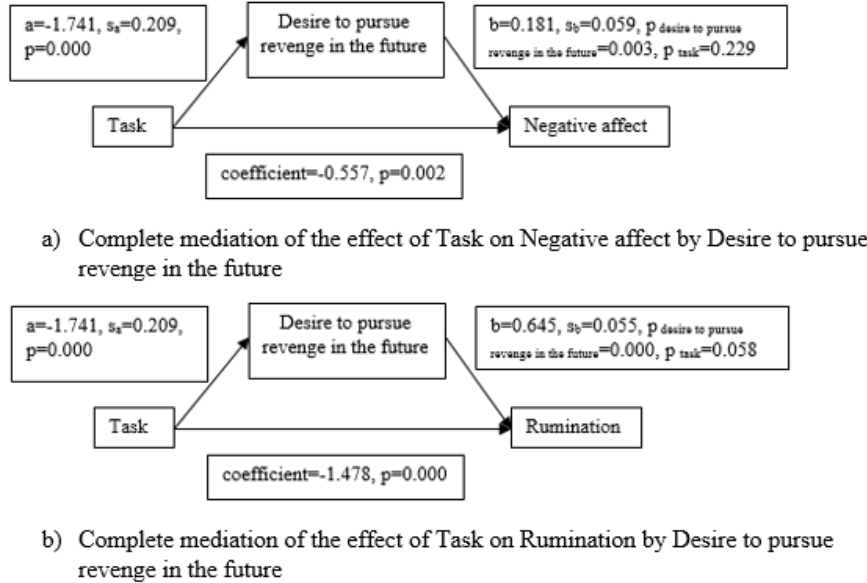 a=-1.741, sa=0.209,
p=0.000
Desire to pursue
revenge in the future
b=0.181, sb=0.059, p desire to pursue
revenge in the future=0.003, p task=0.229
Task
Negative affect
coefficient=-0.557, p=0.002
a) Complete mediation of the effect of Task on Negative affect by Desire to pursue
revenge in the future
a=-1.741, sa=0.209,
p=0.000
Desire to pursue
revenge in the future
b=0.645, sb=0.055, p desire to pursue
revenge in the future=0.000, p task=0.058
Task
Rumination
coefficient=-1.478, p=0.000
b) Complete mediation of the effect of Task on Rumination by Desire to pursue
revenge in the future